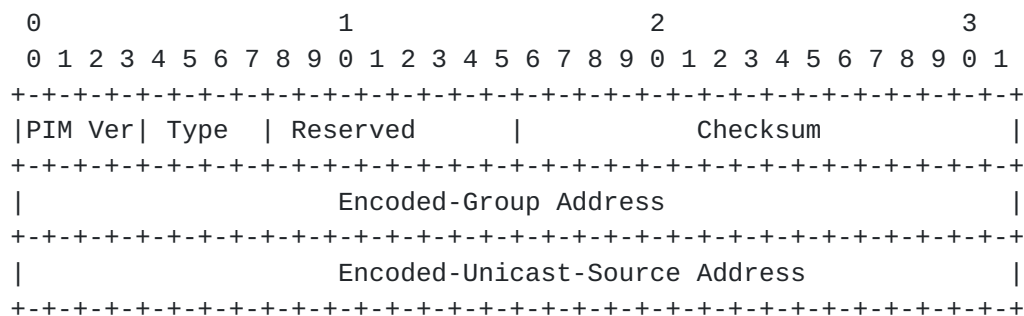 0                   1                   2                   3
 0 1 2 3 4 5 6 7 8 9 0 1 2 3 4 5 6 7 8 9 0 1 2 3 4 5 6 7 8 9 0 1
+-+-+-+-+-+-+-+-+-+-+-+-+-+-+-+-+-+-+-+-+-+-+-+-+-+-+-+-+-+-+-+-+
|PIM Ver| Type  | Reserved      |           Checksum            |
+-+-+-+-+-+-+-+-+-+-+-+-+-+-+-+-+-+-+-+-+-+-+-+-+-+-+-+-+-+-+-+-+
|                    Encoded-Group Address                      |
+-+-+-+-+-+-+-+-+-+-+-+-+-+-+-+-+-+-+-+-+-+-+-+-+-+-+-+-+-+-+-+-+
|                    Encoded-Unicast-Source Address             |
+-+-+-+-+-+-+-+-+-+-+-+-+-+-+-+-+-+-+-+-+-+-+-+-+-+-+-+-+-+-+-+-+